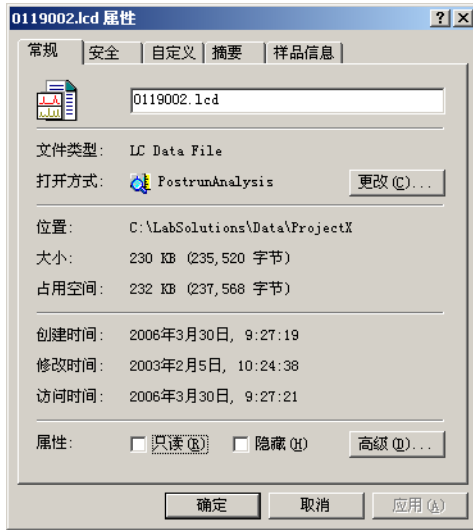 0119002.lcd 属性
常规 安全 自定义 摘要 样品信息
0119002.lcd
文件类型: LC Data File
打开方式: PostrunAnalysis 更改(C)...
位置: C:\LabSolutions\Data\ProjectX
大小: 230 KB (235,520 字节)
占用空间: 232 KB (237,568 字节)
创建时间: 2006年3月30日, 9:27:19
修改时间: 2003年2月5日, 10:24:38
访问时间: 2006年3月30日, 9:27:21
属性: 只读(R) 隐藏(H) 高级(D)...
确定 取消 应用(A)